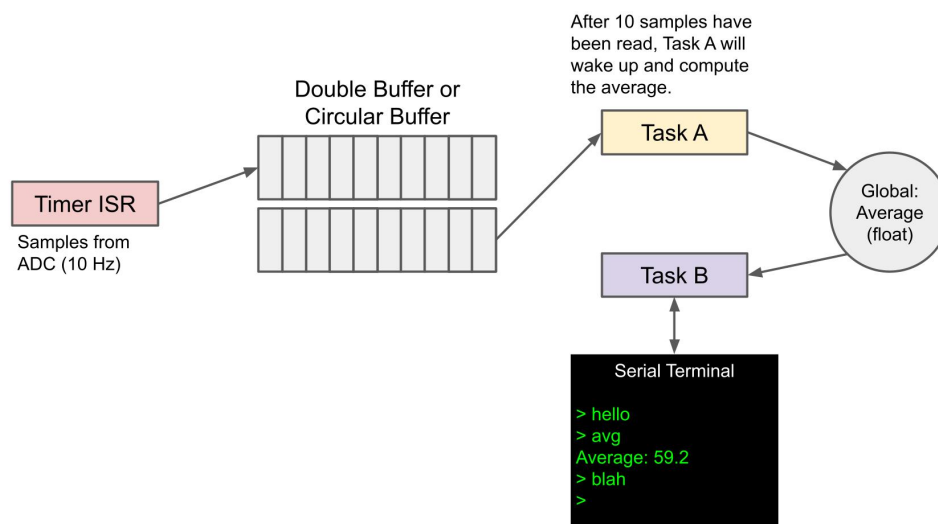 After 10 samples have
been read, Task A will
wake up and compute
the average.
Double Buffer or
Circular Buffer
Task A
Timer ISR
Samples from
ADC (10 Hz)
Global:
Average
(float)
Task B
Serial Terminal
> hello
> avg
Average: 59.2
> blah
>